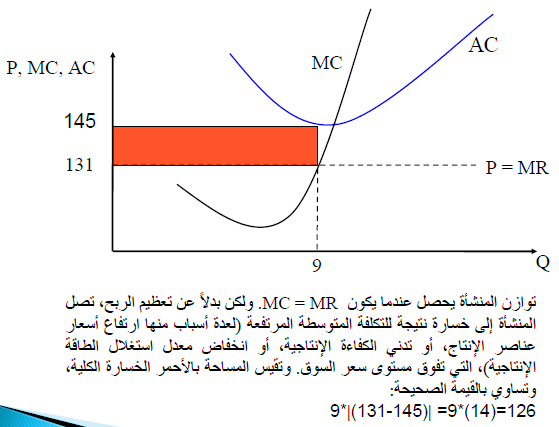 AC
MC
P, MC, AC
145
131
P = MR
9
Q
توازن المنشأة يحصل عندما يكون MC = MR. ولكن بدلاً عن تعظيم الربح، تصل
المنشأة إلى خسارة نتيجة للتكلفة المتوسطة المرتفعة (لعدة أسباب منها ارتفاع أسعار
عناصر الإنتاج، أو تدني الكفاءة الإنتاجية، أو انخفاض معدل استغلال الطاقة
الإنتاجية)، التي تفوق مستوى سعر السوق. وتقيس المساحة بالأحمر الخسارة الكلية،
وتساوي بالقيمة الصحيحة:
9*|(131-145)| =9*(14)=126